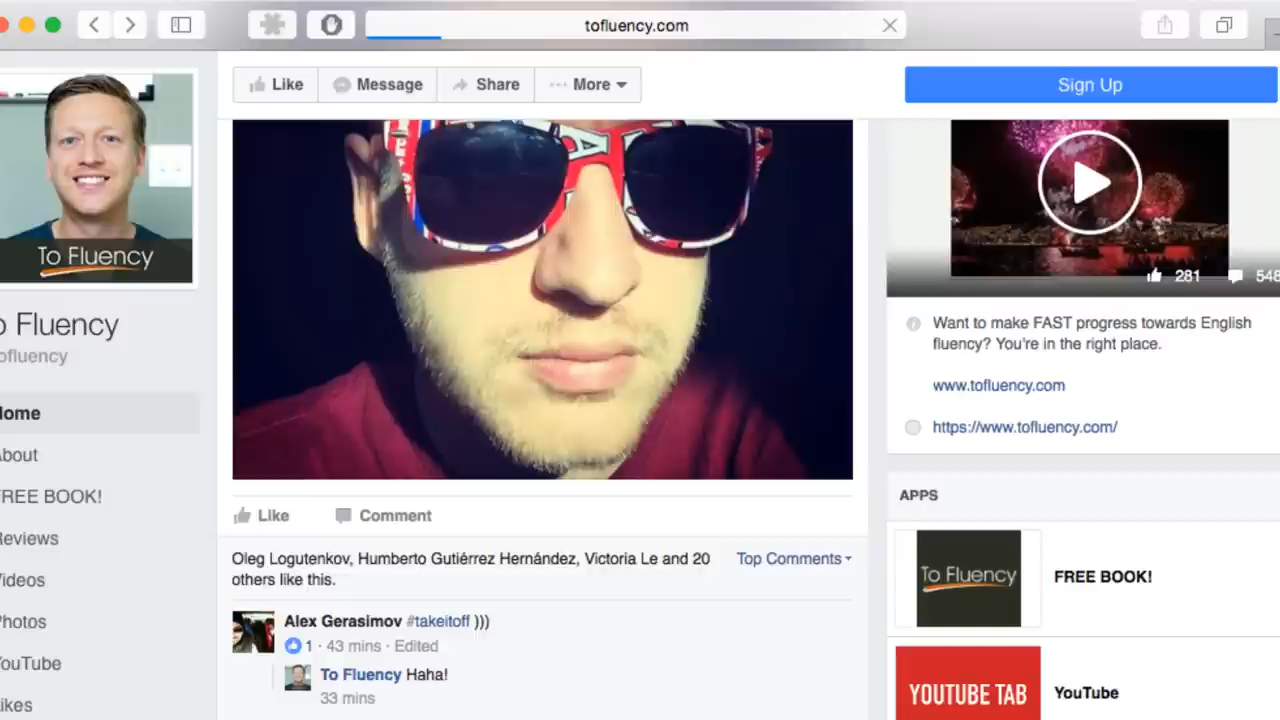 tofluency.com
Like
Message
Share
More
Sign Up
To Fluency
o Fluency
ofluency
ome
bout
REE BOOK!
eviews
ideos
hotos
ouTube
ikes
Like
Comment
Oleg Logutenkov, Humberto Gutiérrez Hernández, Victoria Le and 20
others like this.
Top Comments
Alex Gerasimov #takeitoff )))
1 · 43 mins · Edited
To Fluency Haha!
33 mins
281
548
Want to make FAST progress towards English
fluency? You're in the right place.
www.tofluency.com
https://www.tofluency.com/
APPS
To Fluency
FREE BOOK!
YOUTUBE TAB
YouTube